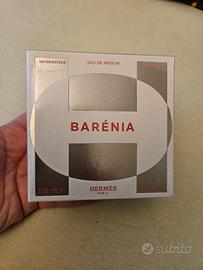 VAPORISATEUR
EAU DE PARFUM
BARÉNIA
100 ML
HERMÈS
PARIS
subito